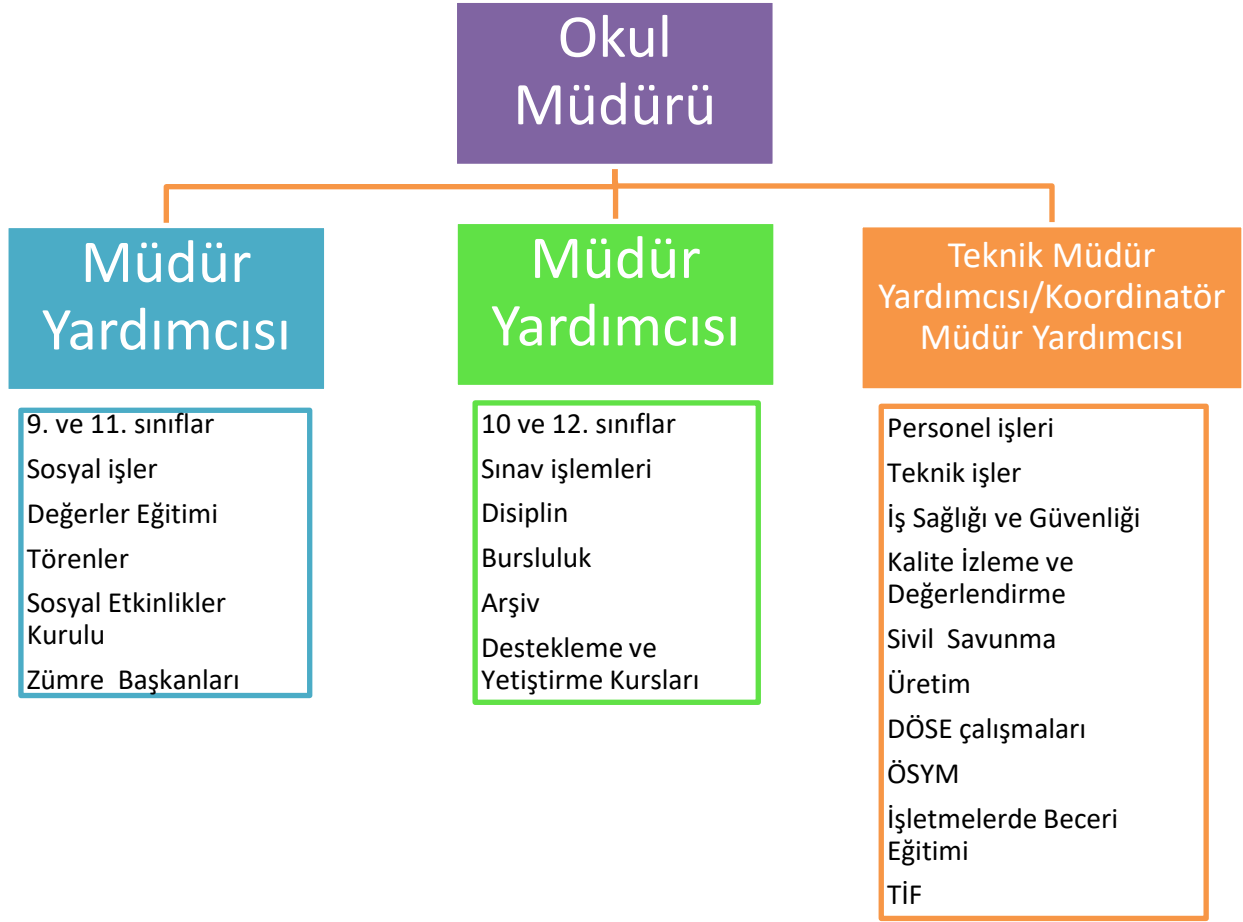 Okul
Müdürü
Müdür
Yardımcısı
9. ve 11. sınıflar
Sosyal işler
Değerler Eğitimi
Törenler
Sosyal Etkinlikler
Kurulu
Zümre  Başkanları
Müdür
Yardımcısı
10 ve 12. sınıflar
Sınav işlemleri
Disiplin
Bursluluk
Arşiv
Destekleme ve
Yetiştirme Kursları
Teknik Müdür
Yardımcısı/Koordinatör
Müdür Yardımcısı
Personel işleri
Teknik işler
İş Sağlığı ve Güvenliği
Kalite İzleme ve
Değerlendirme
Sivil  Savunma
Üretim
DÖSE çalışmaları
ÖSYM
İşletmelerde Beceri
Eğitimi
TİF